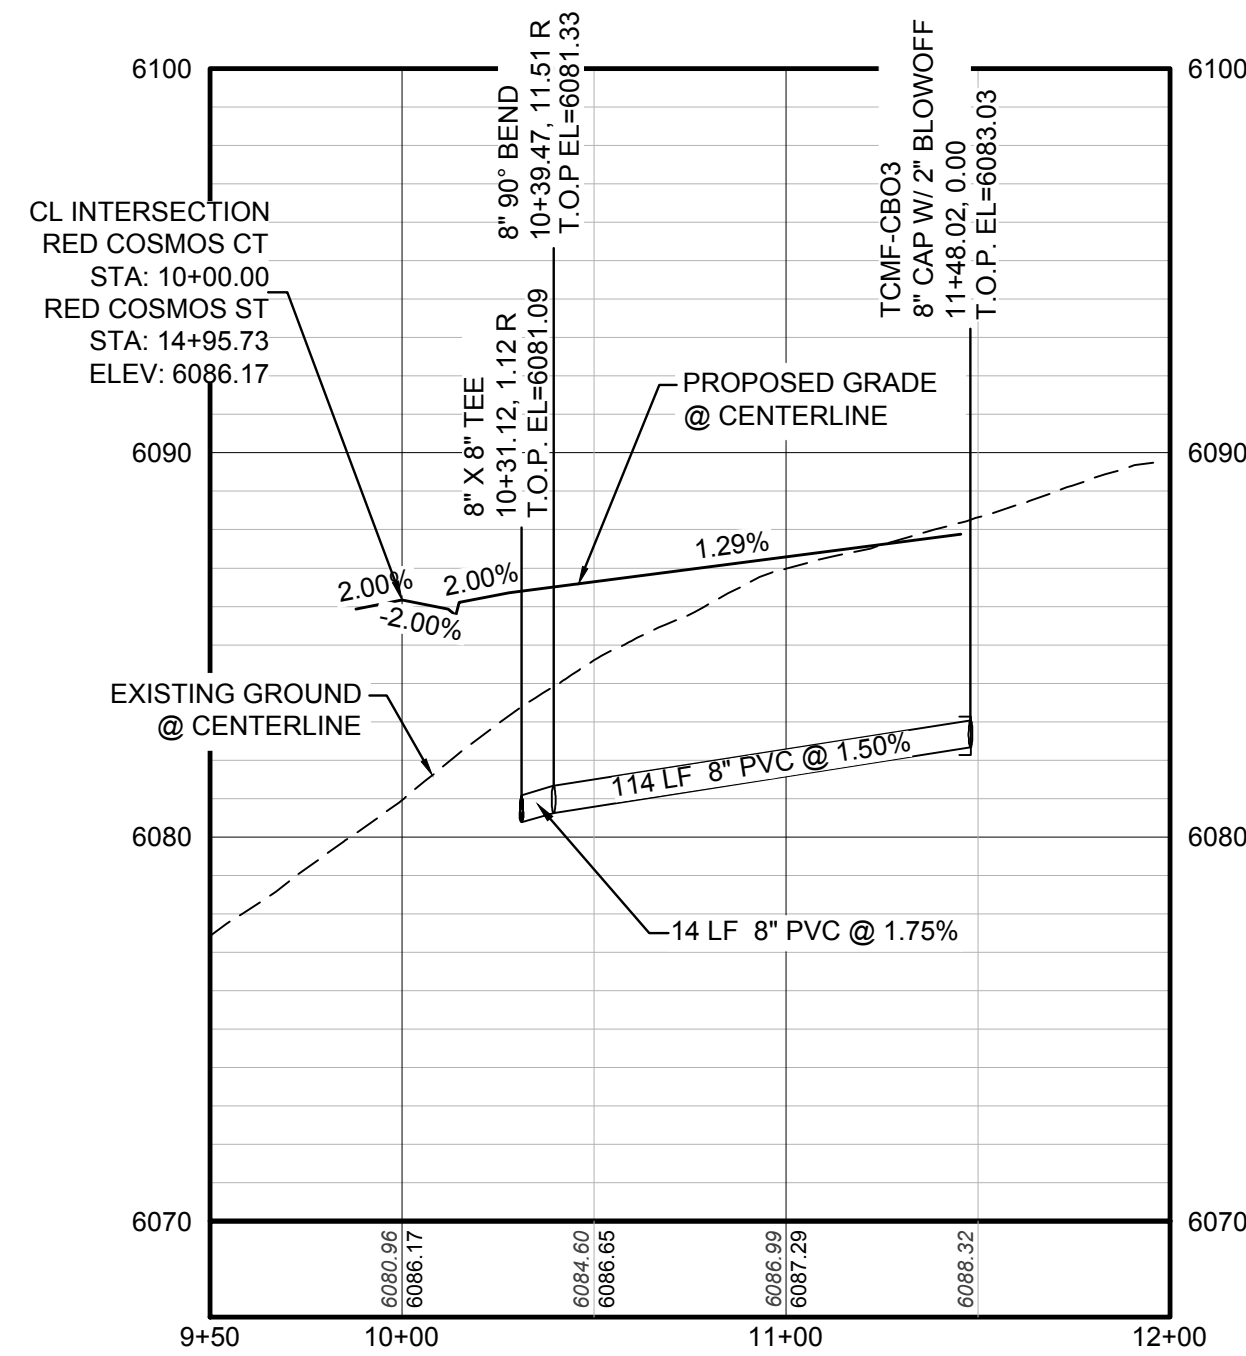 6100
6100
8" 90° BEND
10+39.47, 11.51 R
T.O.P EL=6081.33
TCMF-CBO3
8" CAP W/ 2" BLOWOFF
11+48.02, 0.00
T.O.P. EL=6083.03
CL INTERSECTION
RED COSMOS CT
STA: 10+00.00
RED COSMOS ST
STA: 14+95.73
ELEV: 6086.17
8" X 8" TEE
10+31.12, 1.12 R
T.O.P. EL=6081.09
PROPOSED GRADE
@ CENTERLINE
6090
6090
2.00%
-2.00%
2.00%
1.29%
EXISTING GROUND
@ CENTERLINE
114 LF 8" PVC @ 1.50%
6080
6080
14 LF 8" PVC @ 1.75%
6070
6070
6080.96
6086.17
6084.60
6086.65
6086.99
6087.29
6088.32
9+50
10+00
11+00
12+00